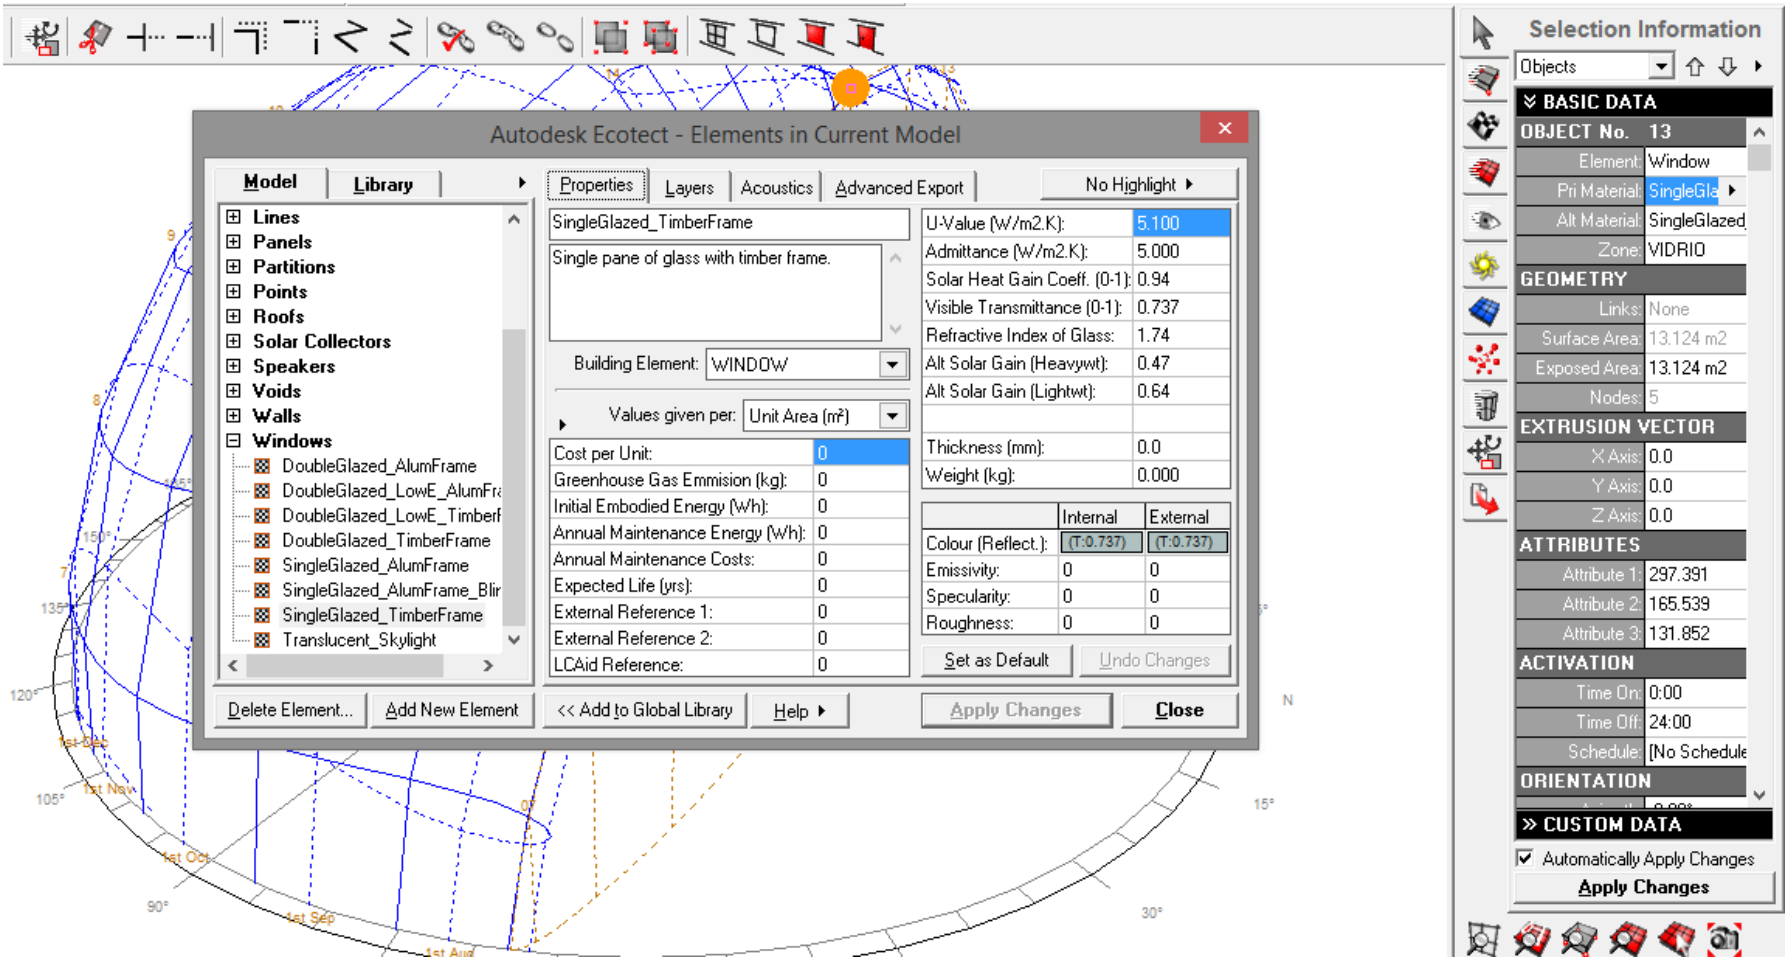 Selection Information
Objects
BASIC DATA
OBJECT No. 13
Element: Window
Pri Material: SingleGla
Alt Material: SingleGlazed_
Zone: VIDRIO
GEOMETRY
Links: None
Surface Area: 13.124 m2
Exposed Area: 13.124 m2
Nodes: 5
EXTRUSION VECTOR
X Axis: 0.0
Y Axis: 0.0
Z Axis: 0.0
ATTRIBUTES
Attribute 1: 297.391
Attribute 2: 165.539
Attribute 3: 131.852
ACTIVATION
Time On: 0:00
Time Off: 24:00
Schedule: [No Schedule
ORIENTATION
CUSTOM DATA
Automatically Apply Changes
Apply Changes
Autodesk Ecotect - Elements in Current Model
Model
Library
Lines
Panels
Partitions
Points
Roofs
Solar Collectors
Speakers
Voids
Walls
Windows
DoubleGlazed_AlumFrame
DoubleGlazed_LowE_AlumFra
DoubleGlazed_LowE_TimberF
DoubleGlazed_TimberFrame
SingleGlazed_AlumFrame
SingleGlazed_AlumFrame_Blin
SingleGlazed_TimberFrame
Translucent_Skylight
Delete Element...
Add New Element
Properties
Layers
Acoustics
Advanced Export
No Highlight
SingleGlazed_TimberFrame
Single pane of glass with timber frame.
Building Element: WINDOW
Values given per: Unit Area (m²)
Cost per Unit: 0
Greenhouse Gas Emmision (kg): 0
Initial Embodied Energy (Wh): 0
Annual Maintenance Energy (Wh): 0
Annual Maintenance Costs: 0
Expected Life (yrs): 0
External Reference 1: 0
External Reference 2: 0
LCAid Reference: 0
U-Value (W/m2.K): 5.100
Admittance (W/m2.K): 5.000
Solar Heat Gain Coeff. (0-1): 0.94
Visible Transmittance (0-1): 0.737
Refractive Index of Glass: 1.74
Alt Solar Gain (Heavywt): 0.47
Alt Solar Gain (Lightwt): 0.64
Thickness (mm): 0.0
Weight (kg): 0.000
Internal External
Colour (Reflect.): (T:0.737) (T:0.737)
Emissivity: 0 0
Specularity: 0 0
Roughness: 0 0
Set as Default
Undo Changes
<< Add to Global Library
Help
Apply Changes
Close
14
13
9
8
7
150°
135°
120°
105°
90°
N
15°
30°
1st Dec
1st Nov
1st Oct
1st Sep
1st Aug
07